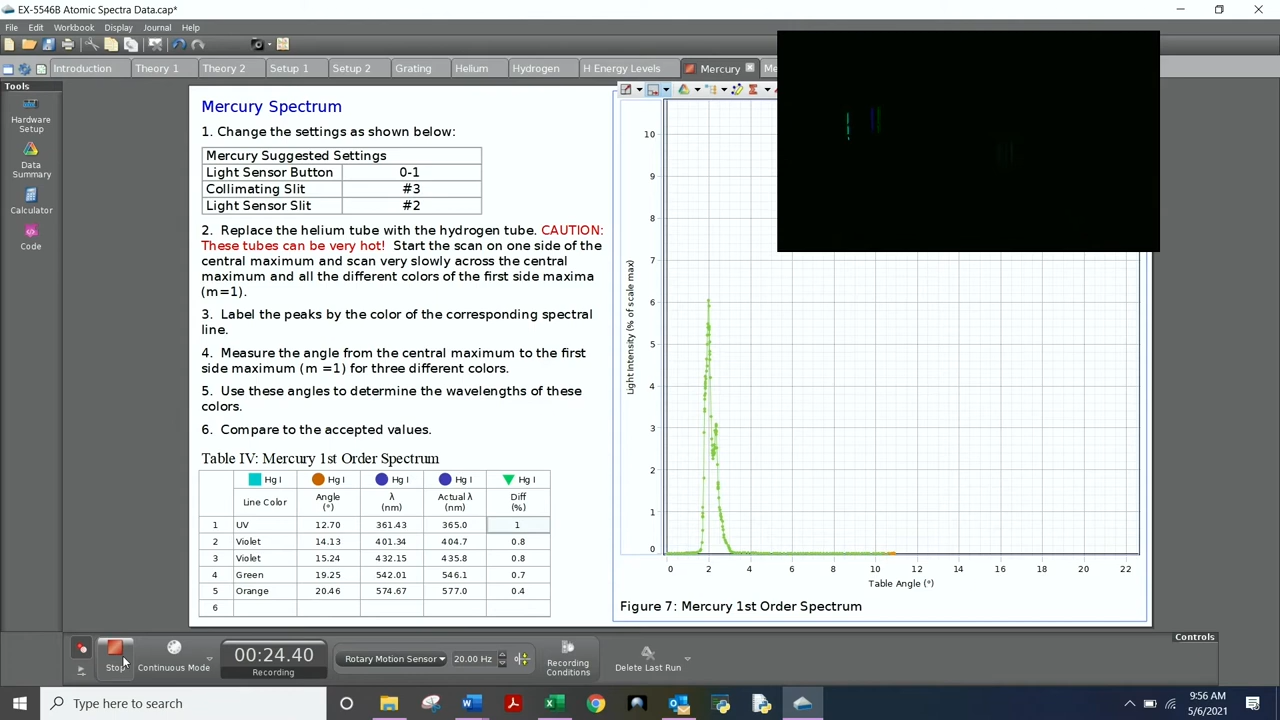 EX-5546B Atomic Spectra Data.cap*
File Edit Workbook Display Journal Help
Introduction Theory 1 Theory 2 Setup 1 Setup 2 Grating Helium Hydrogen H Energy Levels Mercury Me
Tools
Hardware
Setup
Data
Summary
Calculator
Code
Mercury Spectrum
1. Change the settings as shown below:
Mercury Suggested Settings
Light Sensor Button 0-1
Collimating Slit #3
Light Sensor Slit #2
2. Replace the helium tube with the hydrogen tube. CAUTION:
These tubes can be very hot! Start the scan on one side of the
central maximum and scan very slowly across the central
maximum and all the different colors of the first side maxima
(m=1).
3. Label the peaks by the color of the corresponding spectral
line.
4. Measure the angle from the central maximum to the first
side maximum (m =1) for three different colors.
5. Use these angles to determine the wavelengths of these
colors.
6. Compare to the accepted values.
Table IV: Mercury 1st Order Spectrum
Hg I Hg I Hg I Hg I Hg I
Line Color Angle (°) λ (nm) Actual λ (nm) Diff (%)
1 UV 12.70 361.43 365.0 1
2 Violet 14.13 401.34 404.7 0.8
3 Violet 15.24 432.15 435.8 0.8
4 Green 19.25 542.01 546.1 0.7
5 Orange 20.46 574.67 577.0 0.4
6
Light Intensity (% of scale max)
10
9
8
7
6
5
4
3
2
1
0
0 2 4 6 8 10 12 14 16 18 20 22
Table Angle (°)
Figure 7: Mercury 1st Order Spectrum
Controls
Stop
Continuous Mode
00:24.40
Recording
Rotary Motion Sensor
20.00 Hz
Recording
Conditions
Delete Last Run
Type here to search
9:56 AM
5/6/2021